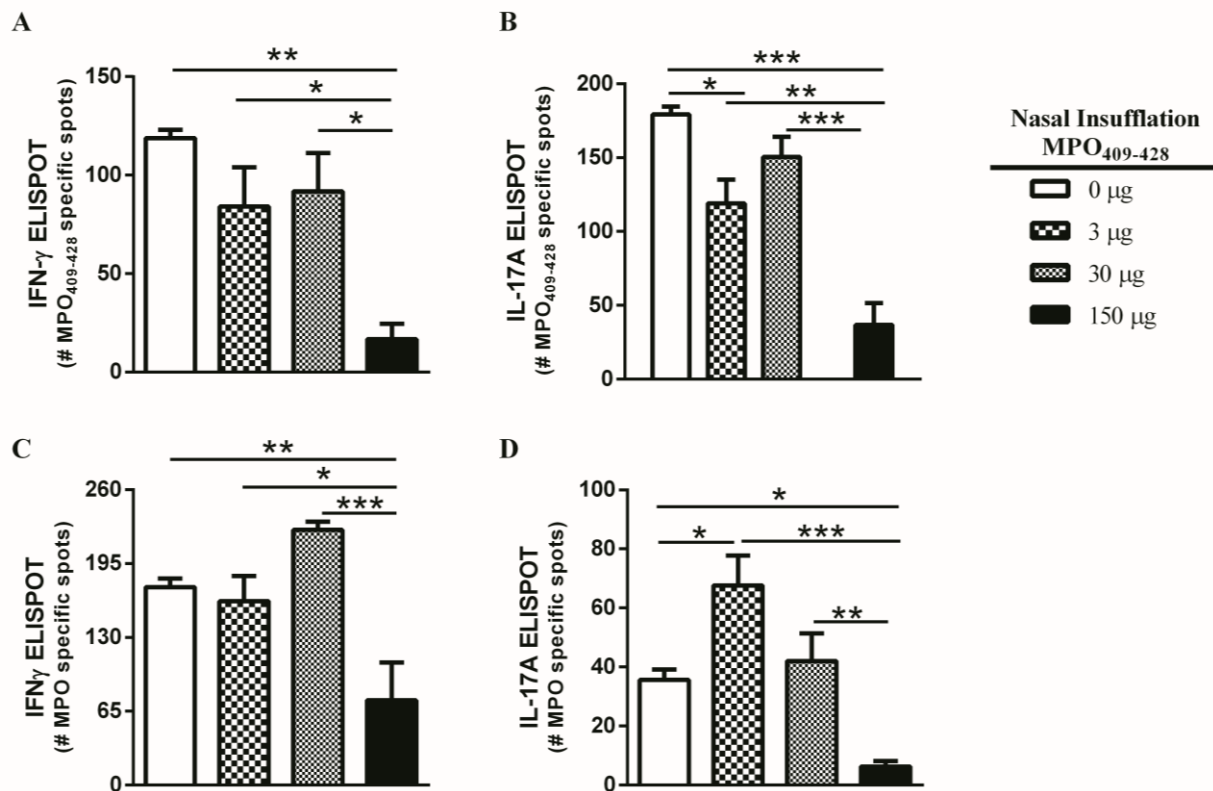 A
**
*
*
150
100
50
0
IFN-γ ELISPOT
(# MPO409-428 specific spots)
B
***
*
**
***
200
150
100
50
0
IL-17A ELISPOT
(# MPO409-428 specific spots)
Nasal Insufflation
MPO409-428
0 μg
3 μg
30 μg
150 μg
C
**
*
***
260
195
130
65
0
IFNγ ELISPOT
(# MPO specific spots)
D
*
*
***
**
100
80
60
40
20
0
IL-17A ELISPOT
(# MPO specific spots)